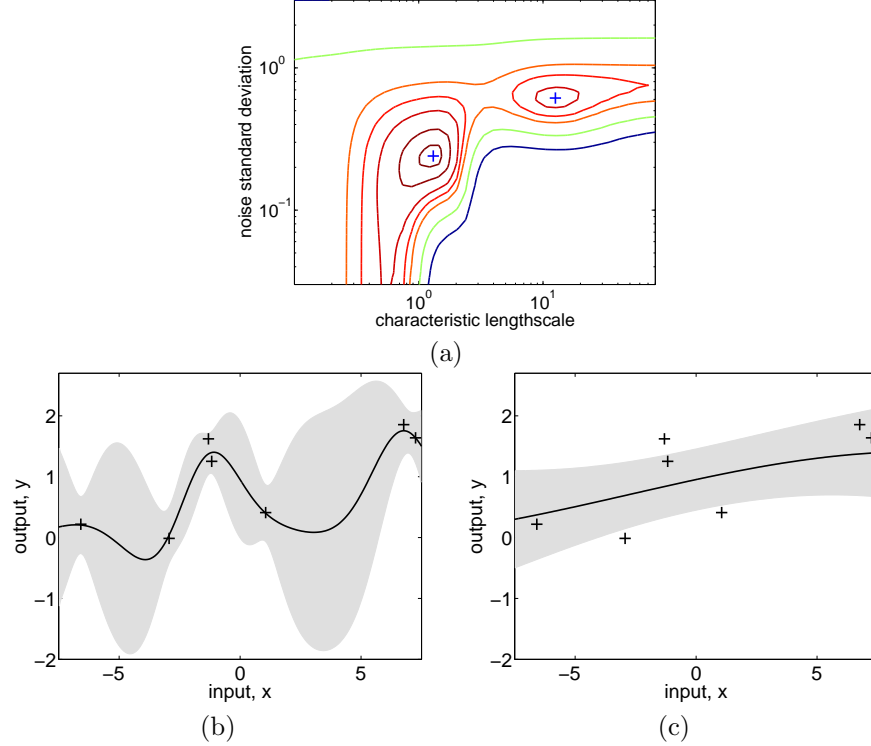 10^0
10^{-1}
noise standard deviation
10^0 10^1
characteristic lengthscale
(a)
2
1
0
−1
−2
output, y
−5 0 5
input, x
(b)
2
1
0
−1
−2
output, y
−5 0 5
input, x
(c)